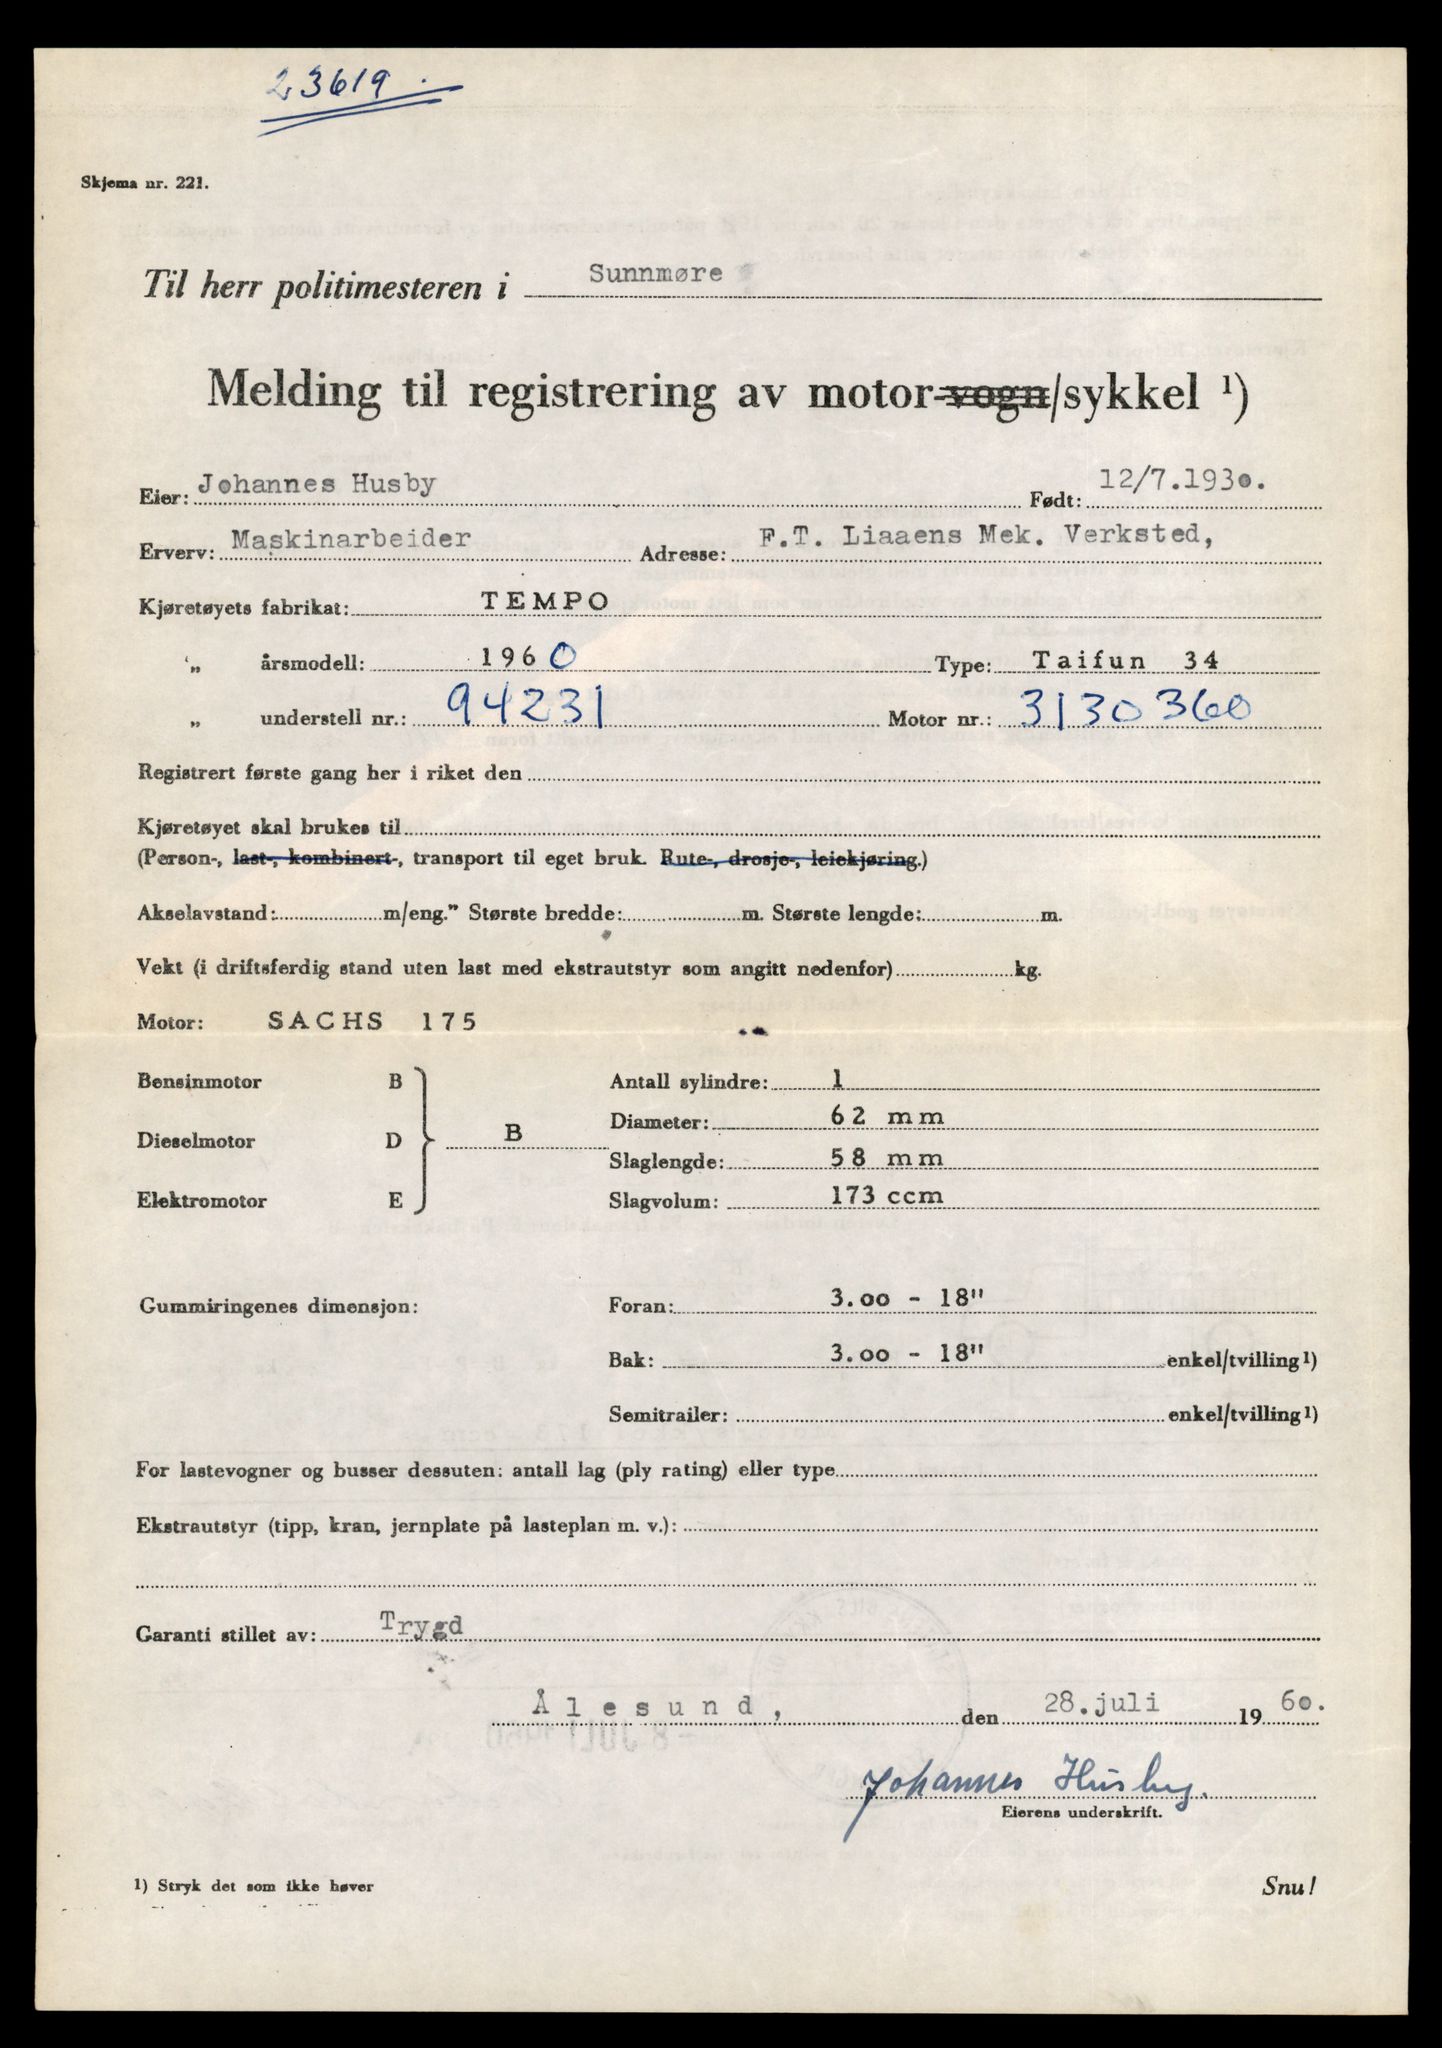 23619
Skjema nr. 221.
Til herr politimesteren i Sunnmøre
Melding til registrering av motor-vogn/sykkel ¹)
Eier: Johannes Husby Født: 12/7.1930.
Erverv: Maskinarbeider Adresse: F.T. Liaaens Mek. Verksted,
Kjøretøyets fabrikat: TEMPO
„ årsmodell: 1960 Type: Taifun 34
„ understell nr.: 94231 Motor nr.: 3130360
Registrert første gang her i riket den
Kjøretøyet skal brukes til
(Person-, last-, kombinert-, transport til eget bruk. Rute-, drosje-, leiekjøring.)
Akselavstand: m/eng." Største bredde: m. Største lengde: m.
Vekt (i driftsferdig stand uten last med ekstrautstyr som angitt nedenfor) kg.
Motor: SACHS 175
Bensinmotor B Antall sylindre: 1
Diameter: 62 mm
Dieselmotor D B
Slaglengde: 58 mm
Elektromotor E Slagvolum: 173 ccm
Gummiringenes dimensjon: Foran: 3.00 - 18"
Bak: 3.00 - 18" enkel/tvilling¹)
Semitrailer: enkel/tvilling¹)
For lastevogner og busser dessuten: antall lag (ply rating) eller type
Ekstrautstyr (tipp, kran, jernplate på lasteplan m. v.):
Garanti stillet av: Trygd
Ålesund, den 28.juli 1960.
Johannes Husby.
Eierens underskrift.
¹) Stryk det som ikke høver Snu!